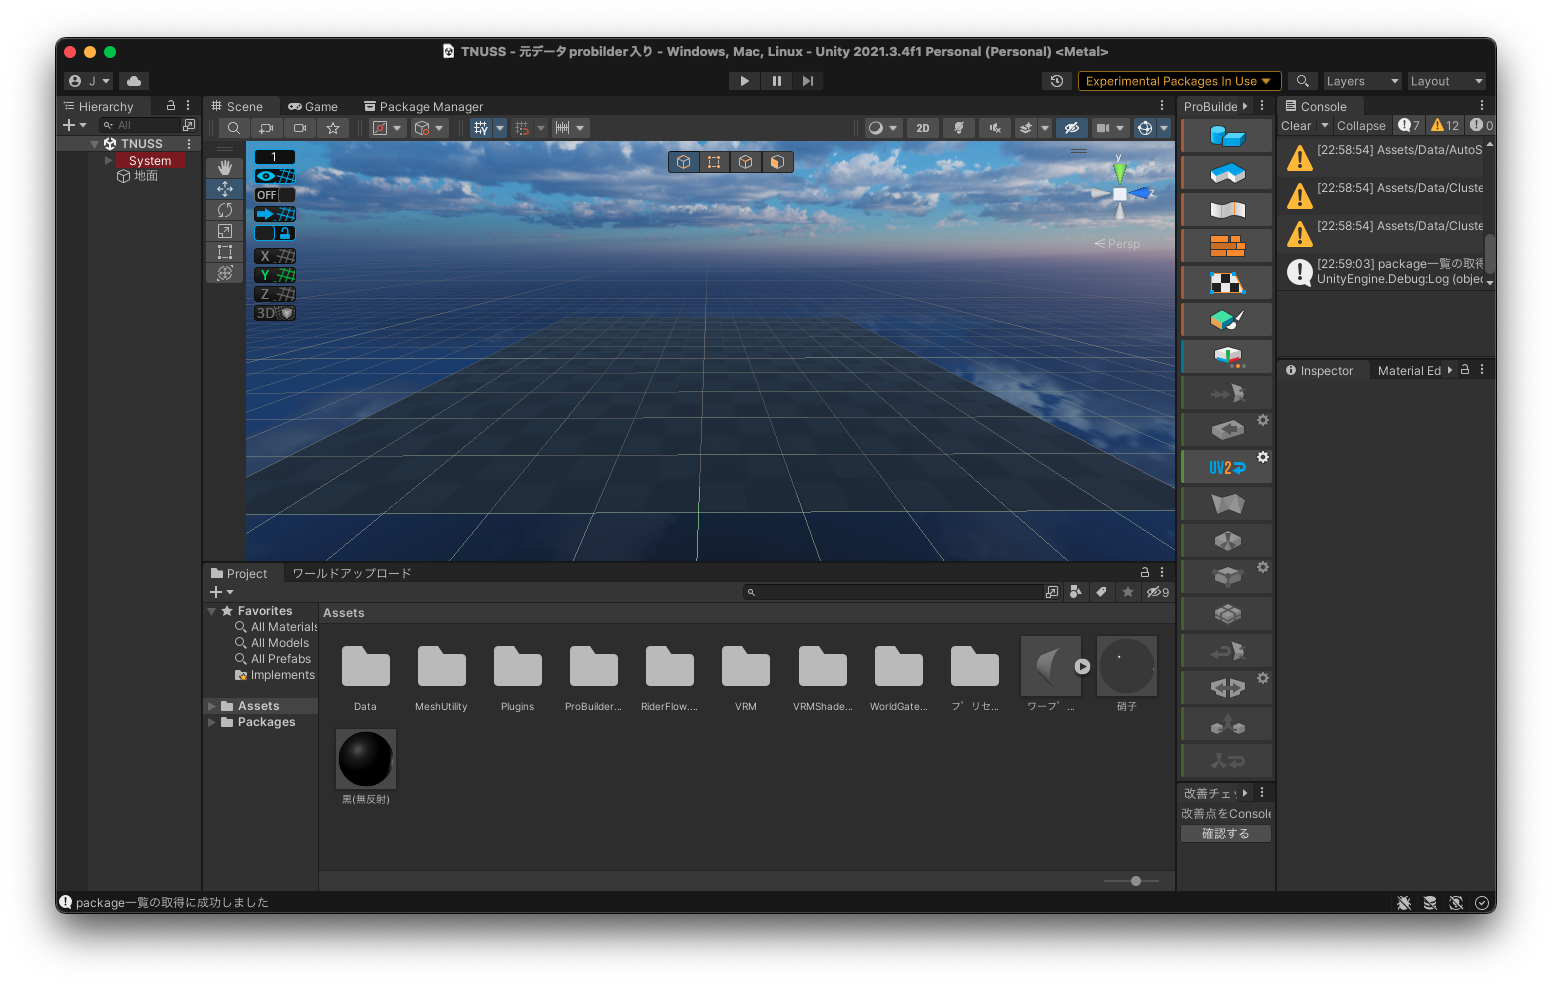 TNUSS - 元データprobilder入り - Windows, Mac, Linux - Unity 2021.3.4f1 Personal (Personal) <Metal>
J
Experimental Packages In Use
Layers
Layout
Hierarchy
Scene
Game
Package Manager
ProBuilde
Console
All
2D
Clear
Collapse
7
12
0
TNUSS
System
地面
1
OFF
X
Y
Z
3D
y
z
Persp
[22:58:54] Assets/Data/AutoS
[22:58:54] Assets/Data/Cluste
[22:58:54] Assets/Data/Cluste
[22:59:03] package一覧の取得
UnityEngine.Debug:Log (objec
Inspector
Material Ed
UV2
Project
ワールドアップロード
9
Favorites
All Materials
All Models
All Prefabs
Implements
Assets
Packages
Assets
Data
MeshUtility
Plugins
ProBuilder...
RiderFlow....
VRM
VRMShade...
WorldGate...
プリセ...
ワープ...
硝子
黒(無反射)
改善チェッ
改善点をConsole
確認する
package一覧の取得に成功しました